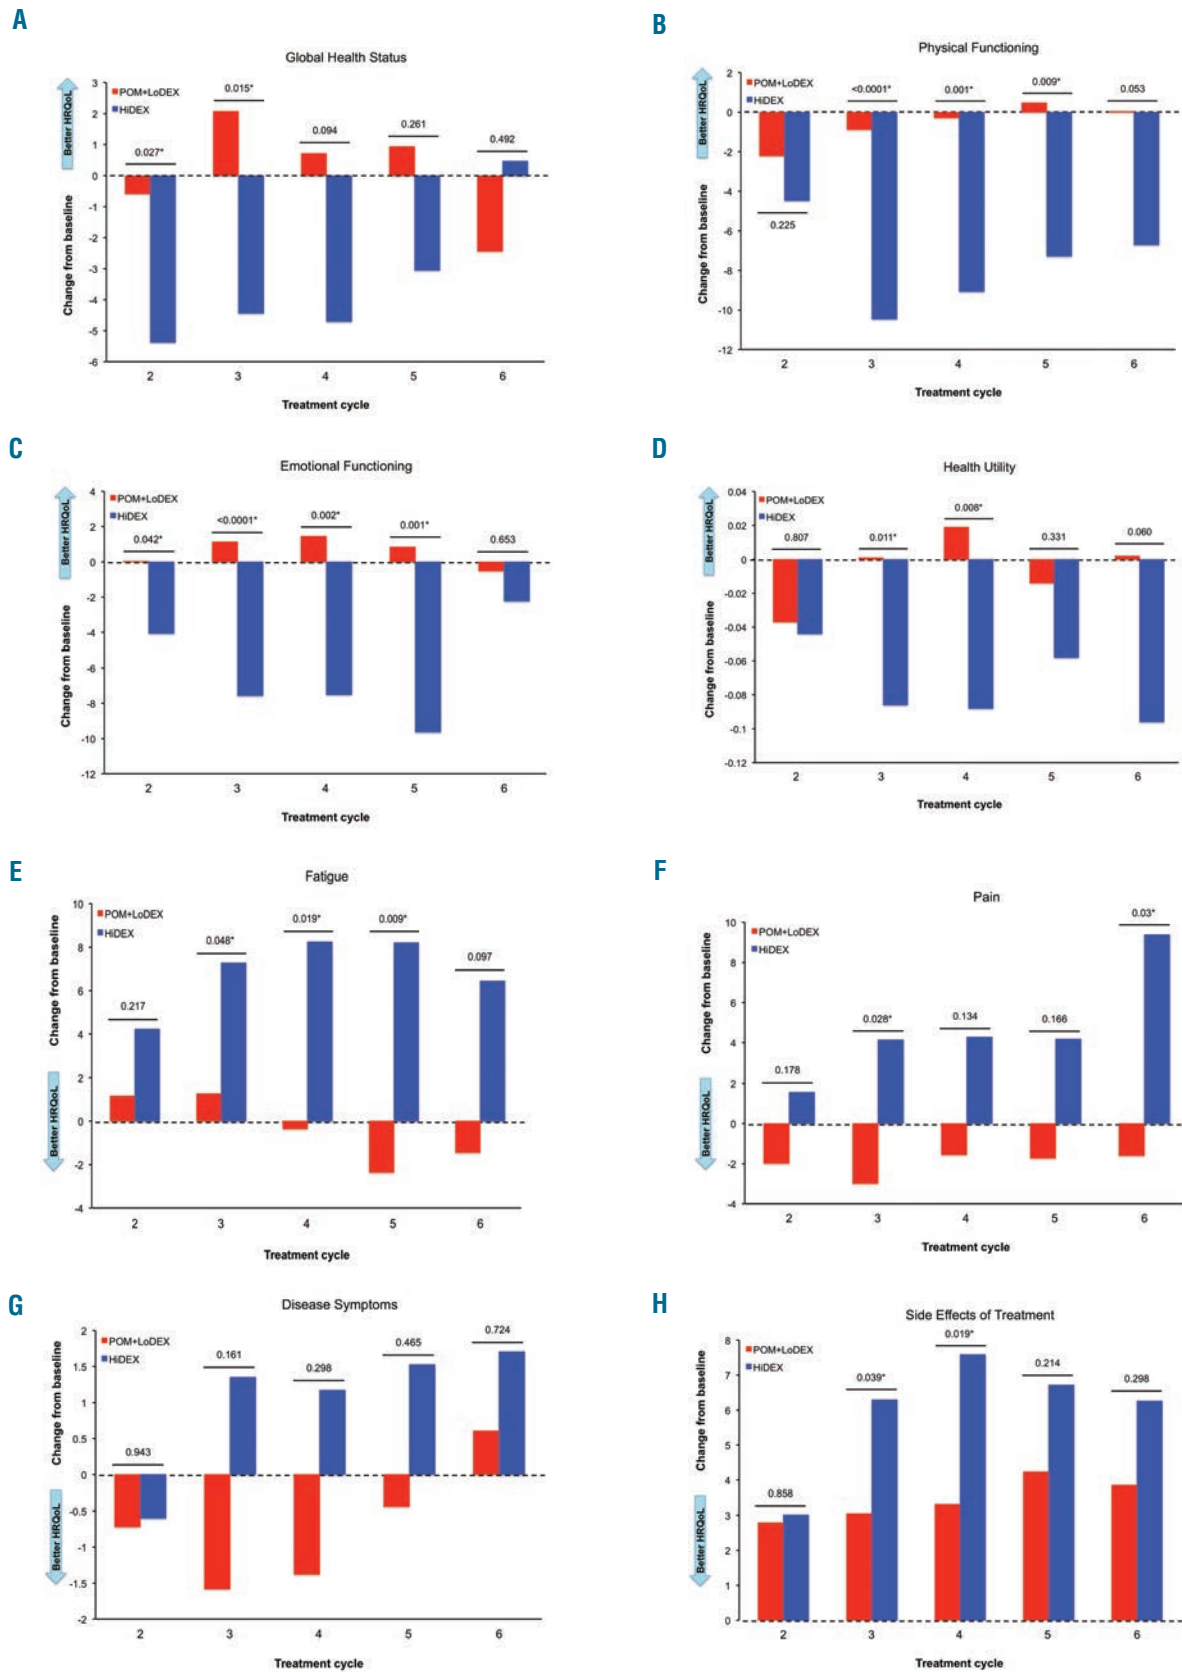 A
Global Health Status
Better HRQoL
Change from baseline
3
2
1
0
-1
-2
-3
-4
-5
-6
POM+LoDEX
HiDEX
0.027*
0.015*
0.094
0.261
0.492
2 3 4 5 6
Treatment cycle
B
Physical Functioning
Better HRQoL
Change from baseline
2
0
-2
-4
-6
-8
-10
-12
POM+LoDEX
HiDEX
0.225
<0.0001*
0.001*
0.009*
0.053
2 3 4 5 6
Treatment cycle
C
Emotional Functioning
Better HRQoL
Change from baseline
4
2
0
-2
-4
-6
-8
-10
-12
POM+LoDEX
HiDEX
0.042*
<0.0001*
0.002*
0.001*
0.653
2 3 4 5 6
Treatment cycle
D
Health Utility
Better HRQoL
Change from baseline
0.04
0.02
0
-0.02
-0.04
-0.06
-0.08
-0.1
-0.12
POM+LoDEX
HiDEX
0.807
0.011*
0.008*
0.331
0.060
2 3 4 5 6
Treatment cycle
E
Fatigue
Change from baseline
Better HRQoL
10
8
6
4
2
0
-2
-4
POM+LoDEX
HiDEX
0.217
0.048*
0.019*
0.009*
0.097
2 3 4 5 6
Treatment cycle
F
Pain
Change from baseline
Better HRQoL
10
8
6
4
2
0
-2
-4
POM+LoDEX
HiDEX
0.178
0.028*
0.134
0.166
0.03*
2 3 4 5 6
Treatment cycle
G
Disease Symptoms
Change from baseline
Better HRQoL
2
1.5
1
0.5
0
-0.5
-1
-1.5
-2
POM+LoDEX
HiDEX
0.943
0.161
0.298
0.465
0.724
2 3 4 5 6
Treatment cycle
H
Side Effects of Treatment
Change from baseline
Better HRQoL
8
7
6
5
4
3
2
1
0
POM+LoDEX
HiDEX
0.858
0.039*
0.019*
0.214
0.298
2 3 4 5 6
Treatment cycle